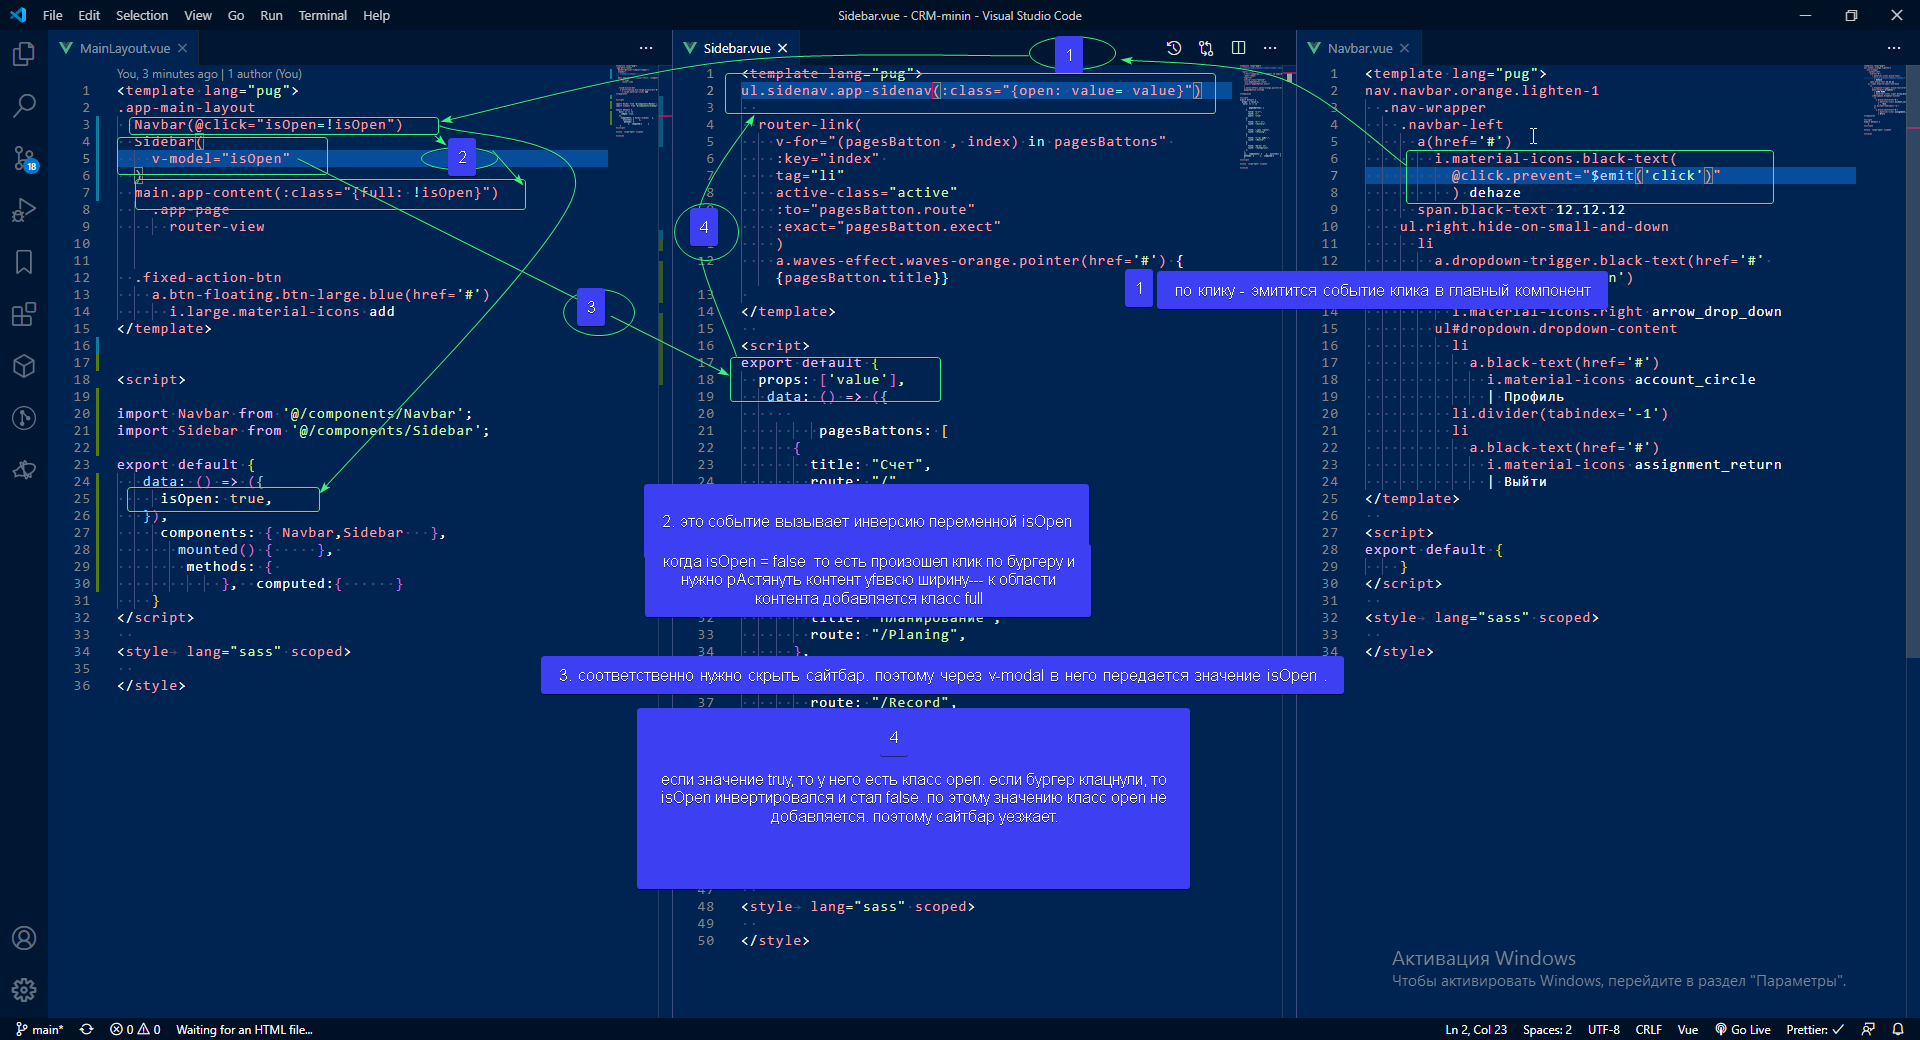 File Edit Selection View Go Run Terminal Help
Sidebar.vue - CRM-minin - Visual Studio Code
MainLayout.vue
You, 3 minutes ago | 1 author (You)
1 <template lang="pug">
2 .app-main-layout
3 Navbar(@click="isOpen=!isOpen")
4 Sidebar(
5 v-model="isOpen"
6 )
7 main.app-content(:class="{full: !isOpen}")
8 .app-page
9 router-view
10
11
12 .fixed-action-btn
13 a.btn-floating.btn-large.blue(href='#')
14 i.large.material-icons add
15 </template>
16
17
18 <script>
19
20 import Navbar from '@/components/Navbar';
21 import Sidebar from '@/components/Sidebar';
22
23 export default {
24 data: () => ({
25 isOpen: true,
26 }),
27 components: { Navbar,Sidebar },
28 mounted() { },
29 methods: {
30 }, computed:{ }
31 }
32 </script>
33
34 <style lang="sass" scoped>
35
36 </style>
Sidebar.vue
1 <template lang="pug">
2 ul.sidenav.app-sidenav(:class="{open: value= value}")
3
4 router-link(
5 v-for="(pagesBatton , index) in pagesBattons"
6 :key="index"
7 tag="li"
8 active-class="active"
9 :to="pagesBatton.route"
:exact="pagesBatton.exect"
)
12 a.waves-effect.waves-orange.pointer(href='#') {
{pagesBatton.title}}
13
14 </template>
15
16 <script>
17 export default {
18 props: ['value'],
19 data: () => ({
20
21 pagesBattons: [
22 {
23 title: "Счет",
24 route: "/"
title: "Планирование",
33 route: "/Planing",
34 },
37 route: "/Record",
47
48 <style lang="sass" scoped>
49
50 </style>
Navbar.vue
1 <template lang="pug">
2 nav.navbar.orange.lighten-1
3 .nav-wrapper
4 .navbar-left
5 a(href='#')
6 i.material-icons.black-text(
7 @click.prevent="$emit('click')"
8 ) dehaze
9 span.black-text 12.12.12
10 ul.right.hide-on-small-and-down
11 li
12 a.dropdown-trigger.black-text(href='#'
n')
14 i.material-icons.right arrow_drop_down
15 ul#dropdown.dropdown-content
16 li
17 a.black-text(href='#')
18 i.material-icons account_circle
19 | Профиль
20 li.divider(tabindex='-1')
21 li
22 a.black-text(href='#')
23 i.material-icons assignment_return
24 | Выйти
25 </template>
26
27 <script>
28 export default {
29 }
30 </script>
31
32 <style lang="sass" scoped>
33
34 </style>
1
2
3
4
1 по клику - эмитится событие клика в главный компонент
2. это событие вызывает инверсию переменной isOpen
когда isOpen = false то есть произошел клик по бургеру и
нужно рАстянуть контент уfввсю ширину--- к области
контента добавляется класс full
3. соответственно нужно скрыть сайтбар. поэтому через v-modal в него передается значение isOpen .
4
если значение truy, то у него есть класс open. если бургер клацнули, то
isOpen инвертировался и стал false. по этому значению класс open не
добавляется. поэтому сайтбар уезжает.
18
Активация Windows
Чтобы активировать Windows, перейдите в раздел "Параметры".
main* 0 0 Waiting for an HTML file...
Ln 2, Col 23 Spaces: 2 UTF-8 CRLF Vue Go Live Prettier: ✓